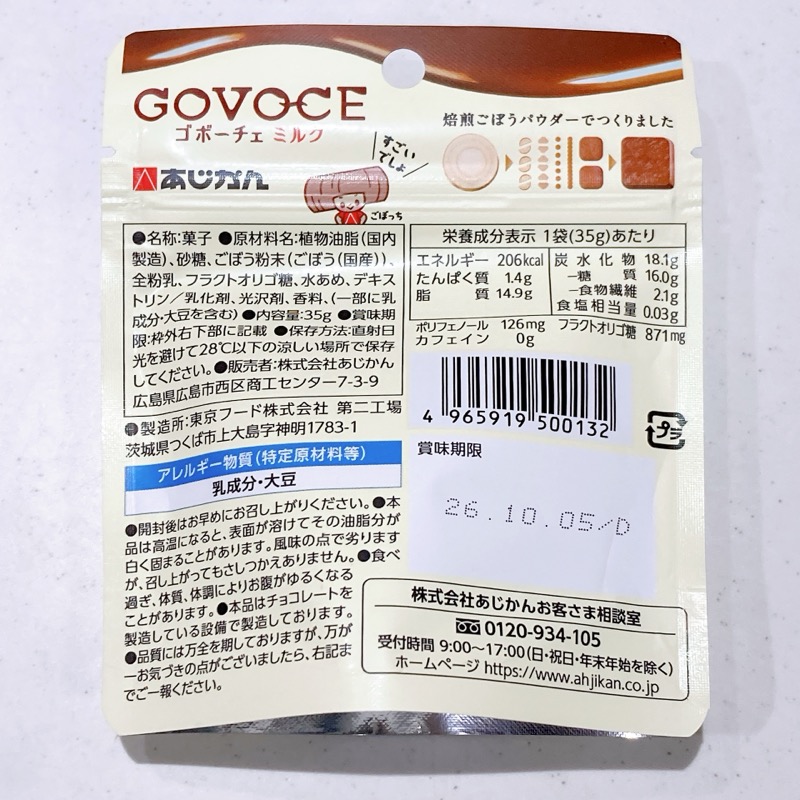 GOVOCE
ゴボーチェ ミルク
あじかん
すごい
でしょ
ごぼっち
焙煎ごぼうパウダーでつくりました
●名称:菓子 ●原材料名:植物油脂(国内
製造)、砂糖、ごぼう粉末(ごぼう(国産))、
全粉乳、フラクトオリゴ糖、水あめ、デキス
トリン/乳化剤、光沢剤、香料、(一部に乳
成分・大豆を含む) ●内容量:35g ●賞味期
限:枠外右下部に記載 ●保存方法:直射日
光を避けて28℃以下の涼しい場所で保存
してください。●販売者:株式会社あじかん
広島県広島市西区商工センター7-3-9
●製造所:東京フード株式会社 第二工場
茨城県つくば市上大島字神明1783-1
アレルギー物質(特定原材料等)
乳成分・大豆
●開封後はお早めにお召し上がりください。●本
品は高温になると、表面が溶けてその油脂分が
白く固まることがあります。風味の点で劣ります
が、召し上がってもさしつかえありません。●食べ
過ぎ、体質、体調によりお腹がゆるくなる
ことがあります。●本品はチョコレートを
製造している設備で製造しております。
●品質には万全を期しておりますが、万が
一お気づきの点がございましたら、右記ま
でご一報ください。
栄養成分表示 1袋(35g)あたり
エネルギー 206kcal
たんぱく質 1.4g
脂質 14.9g
炭水化物 18.1g
-糖質 16.0g
-食物繊維 2.1g
食塩相当量 0.03g
ポリフェノール 126mg フラクトオリゴ糖 871mg
カフェイン 0g
4 965919 500132
プラ
賞味期限
26.10.05/D
株式会社あじかんお客さま相談室
0120-934-105
受付時間 9:00〜17:00(日・祝日・年末年始を除く)
ホームページ https://www.ahjikan.co.jp